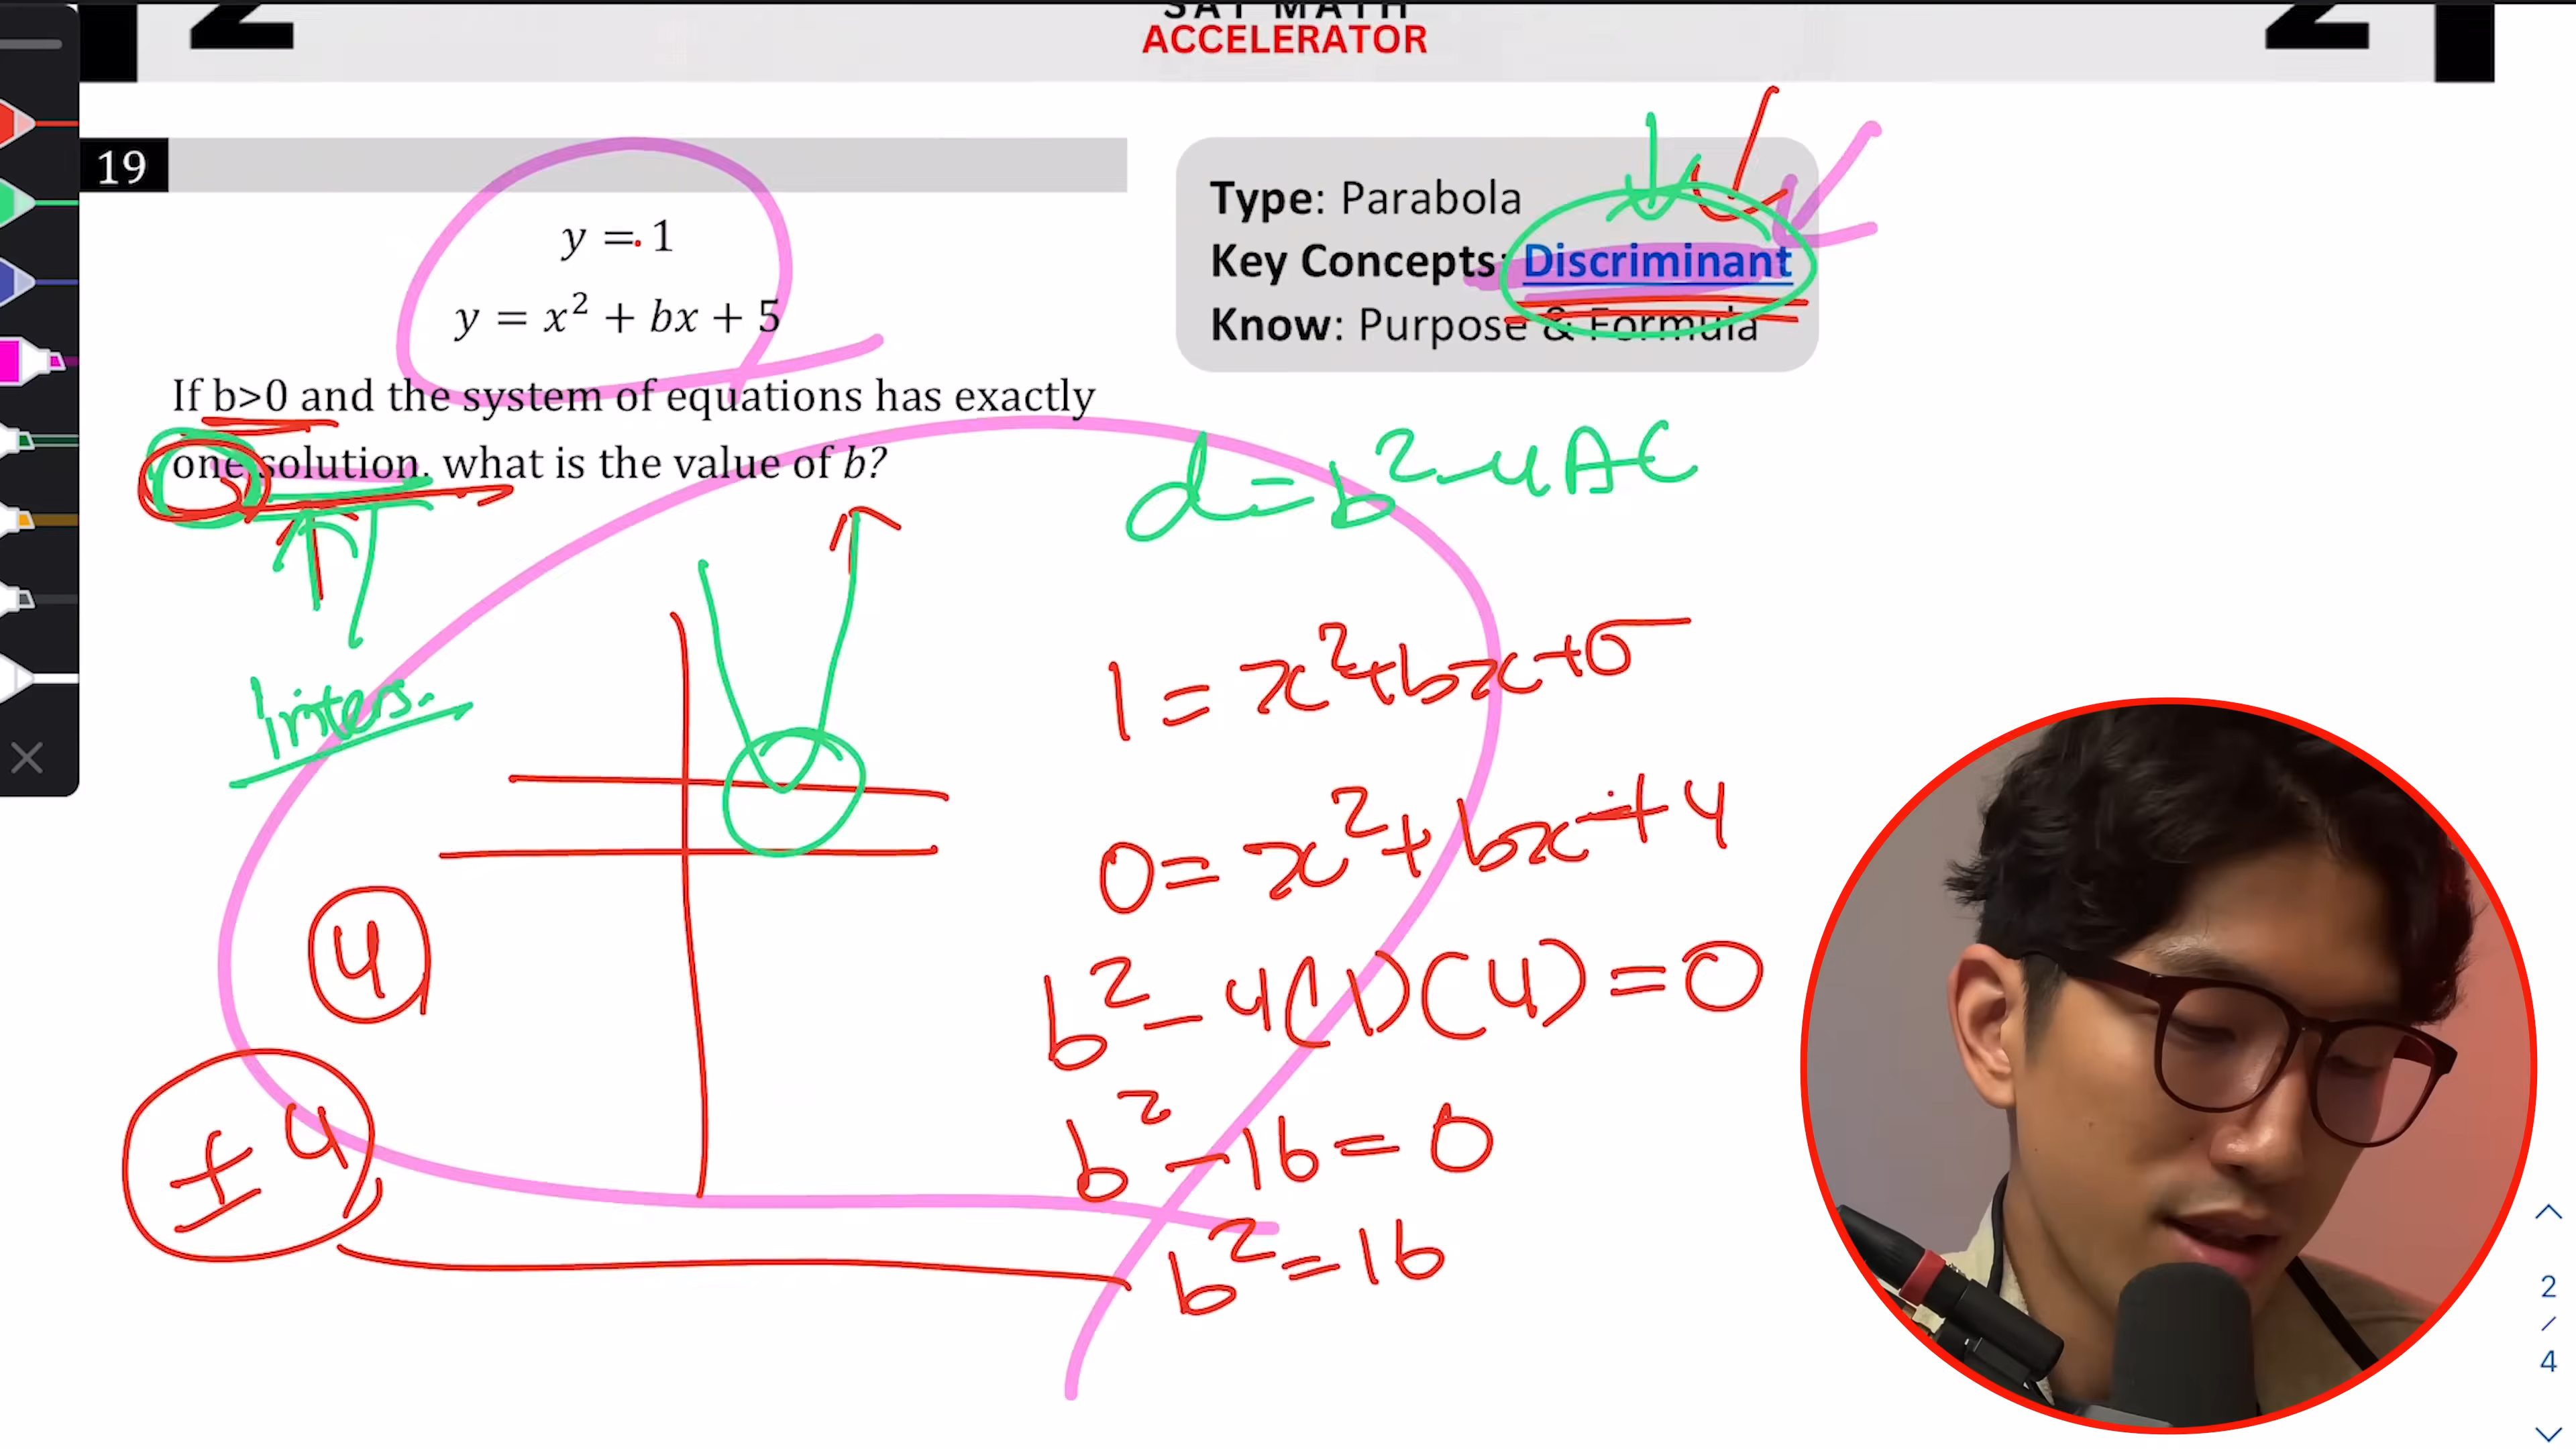 SAT MATH
ACCELERATOR
2 2
19
y = 1
y = x² + bx + 5
If b>0 and the system of equations has exactly
one solution. what is the value of b?
Type: Parabola
Key Concepts: Discriminant
Know: Purpose & Formula
d=b²-4AC
1 inters.
1 = x²+bx+5
0 = x²+bx+4
b²-4(1)(4)=0
b²-16=0
b²=16
4
±4
2
/
4